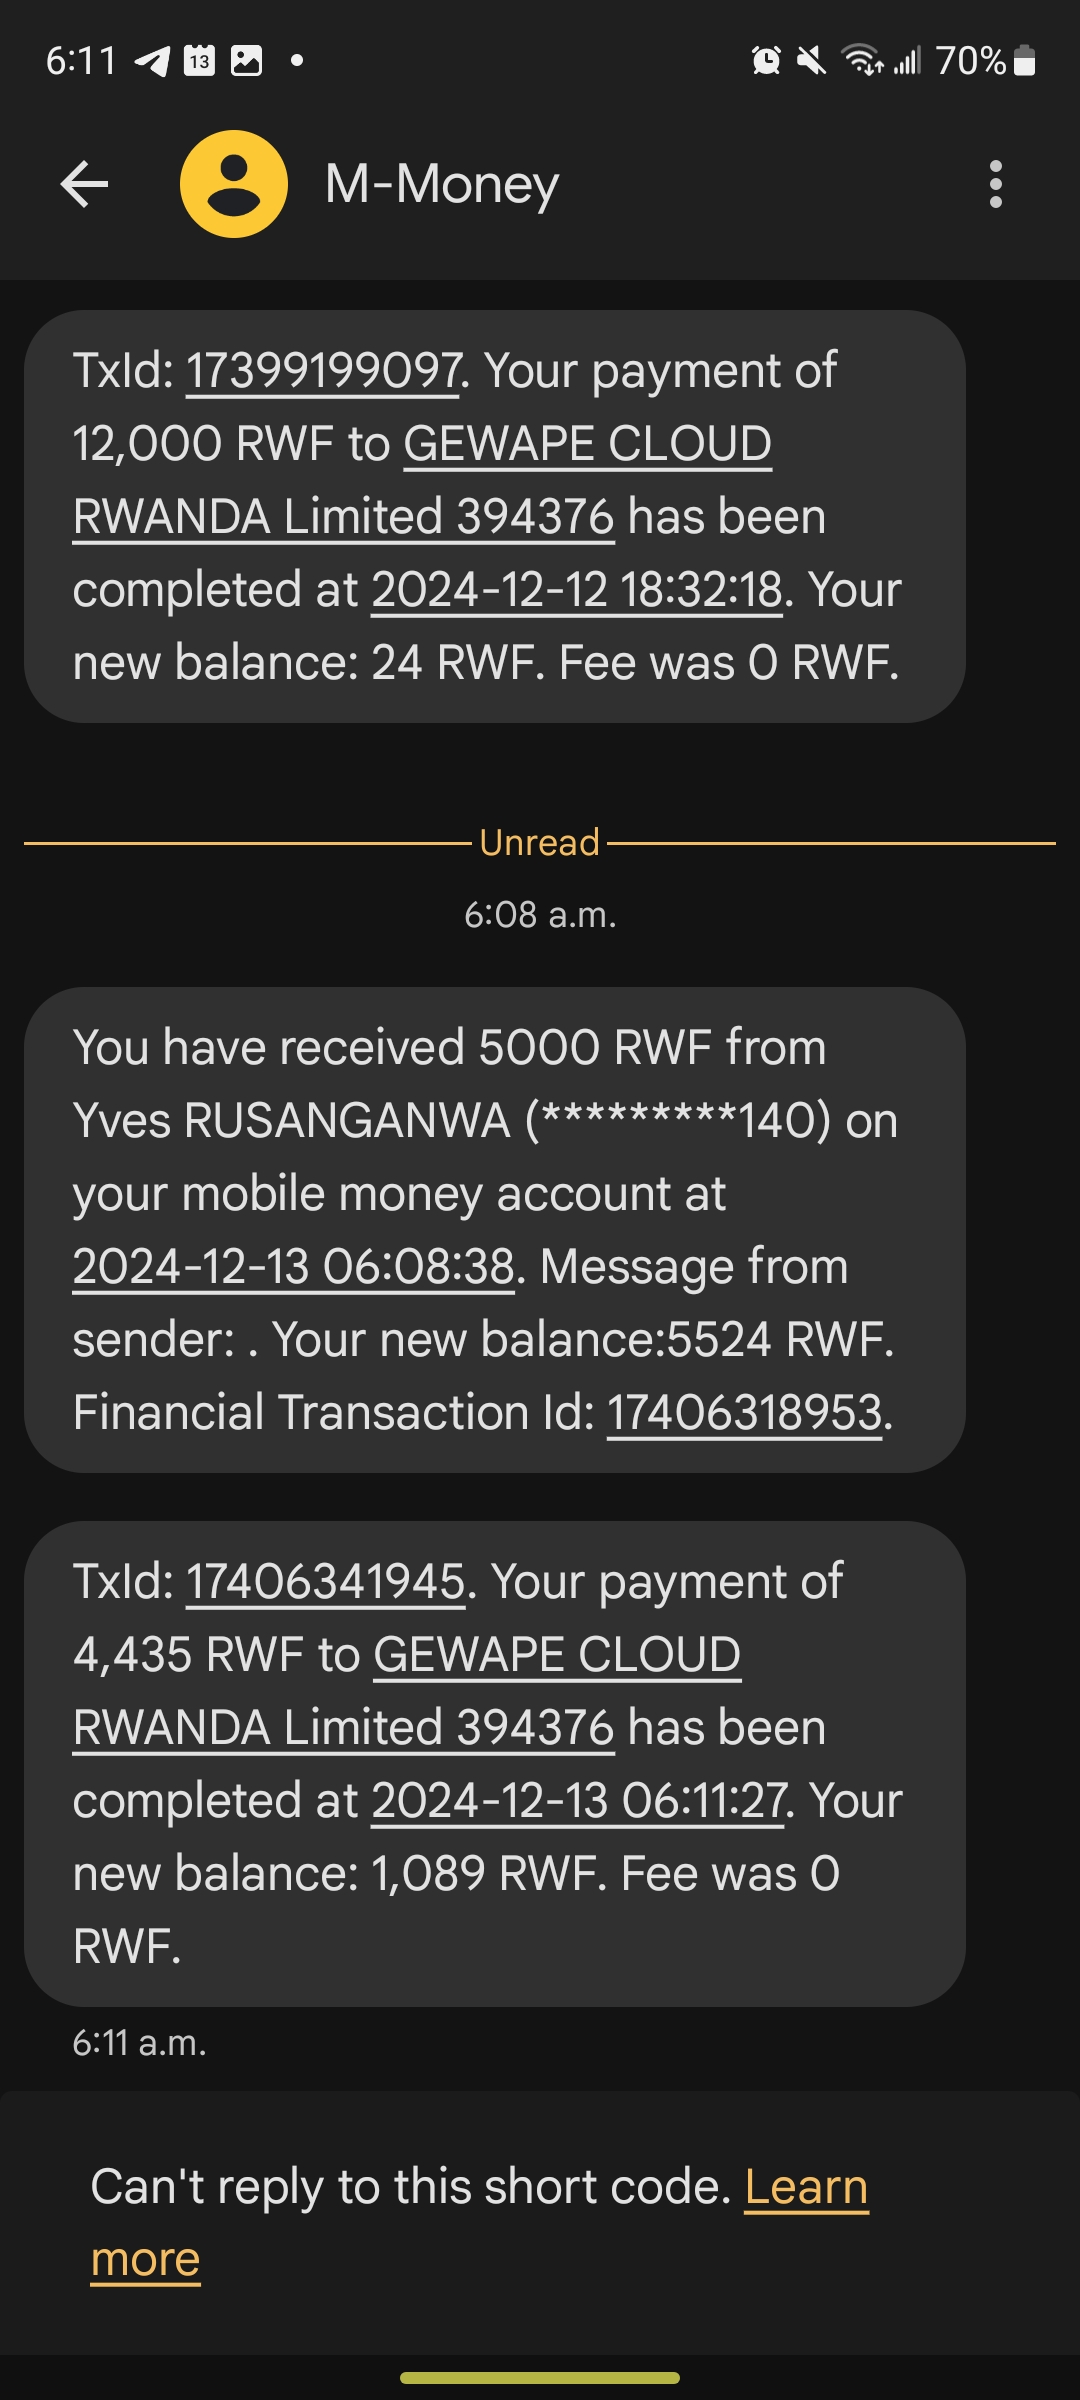 6:11 13 70%
M-Money
TxId: 17399199097. Your payment of
12,000 RWF to GEWAPE CLOUD
RWANDA Limited 394376 has been
completed at 2024-12-12 18:32:18. Your
new balance: 24 RWF. Fee was 0 RWF.
Unread
6:08 a.m.
You have received 5000 RWF from
Yves RUSANGANWA (*********140) on
your mobile money account at
2024-12-13 06:08:38. Message from
sender: . Your new balance:5524 RWF.
Financial Transaction Id: 17406318953.
TxId: 17406341945. Your payment of
4,435 RWF to GEWAPE CLOUD
RWANDA Limited 394376 has been
completed at 2024-12-13 06:11:27. Your
new balance: 1,089 RWF. Fee was 0
RWF.
6:11 a.m.
Can't reply to this short code. Learn
more